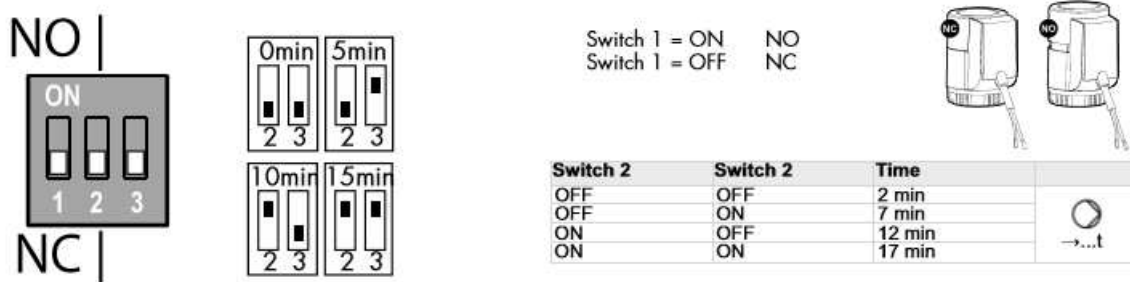 NO
ON
1 2 3
NC
0min 5min
2 3 2 3
10min 15min
2 3 2 3
Switch 1 = ON NO
Switch 1 = OFF NC
NC NO
Switch 2 Switch 2 Time
OFF OFF 2 min
OFF ON 7 min
ON OFF 12 min
ON ON 17 min
→...t